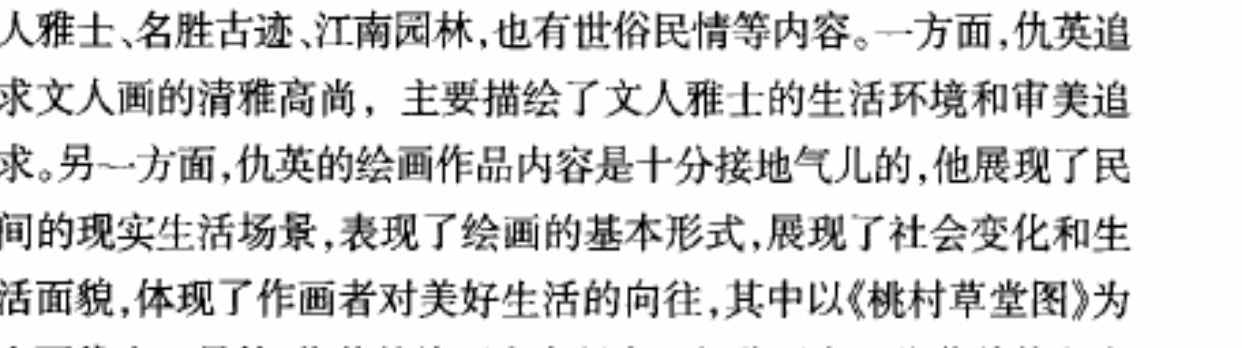 人雅士、名胜古迹、江南园林,也有世俗民情等内容。一方面,仇英追
求文人画的清雅高尚，主要描绘了文人雅士的生活环境和审美追
求。另一方面,仇英的绘画作品内容是十分接地气儿的,他展现了民
间的现实生活场景,表现了绘画的基本形式,展现了社会变化和生
活面貌,体现了作画者对美好生活的向往,其中以《桃村草堂图》为